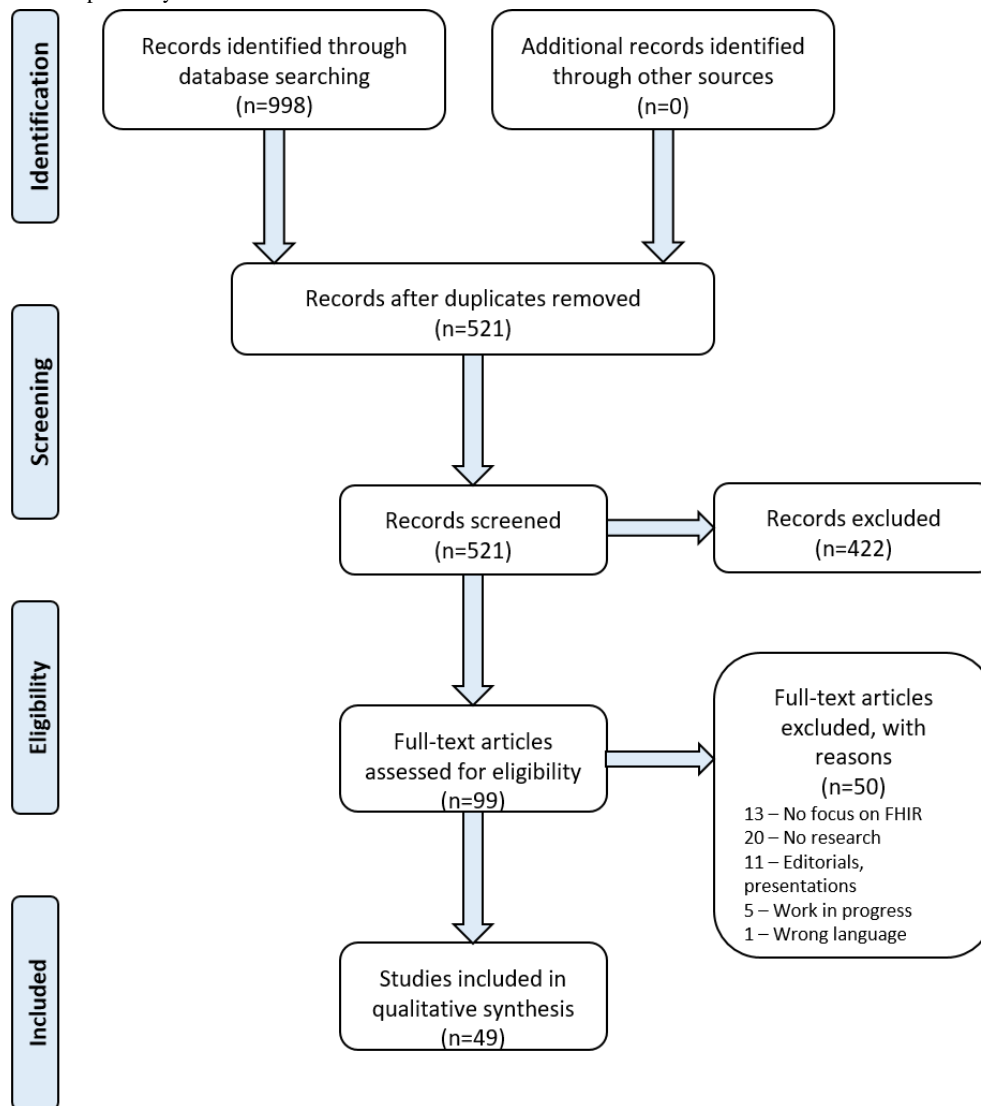 Identification
Records identified through
database searching
(n=998)
Additional records identified
through other sources
(n=0)
Records after duplicates removed
(n=521)
Screening
Records screened
(n=521)
Records excluded
(n=422)
Eligibility
Full-text articles
assessed for eligibility
(n=99)
Full-text articles
excluded, with
reasons
(n=50)
13 – No focus on FHIR
20 – No research
11 – Editorials,
presentations
5 – Work in progress
1 – Wrong language
Included
Studies included in
qualitative synthesis
(n=49)